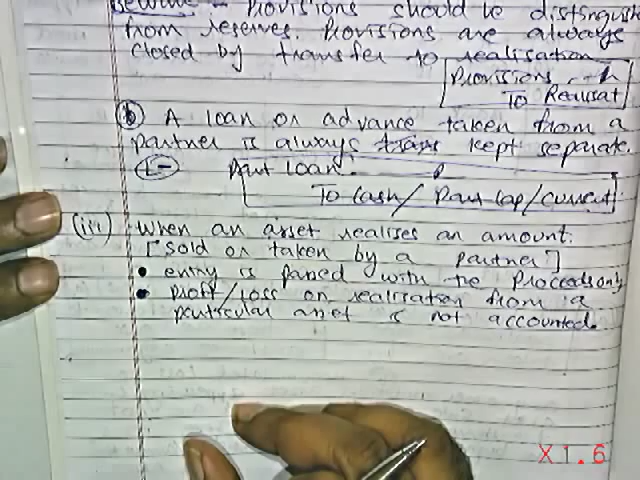 Beware - Provisions should be distinguish
from reserves. Provisions are always
closed by transfer to realisation
Provisions
To Realisat
(b) A loan or advance taken from a
partner is always trans kept separate.
Part loan
To Cash / Part cap / current
(iii) When an asset realises an amount:
[sold or taken by a partner]
• entry is passed with the proceeds only
• profit/loss on realisation from a
particular asset is not accounted.
X1.6